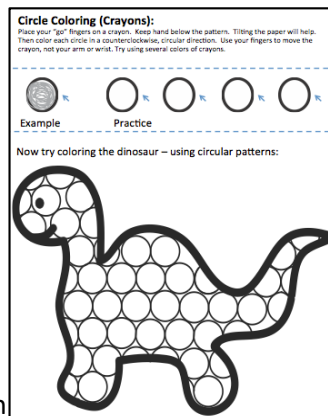 Circle Coloring (Crayons):
Place your "go" fingers on a crayon. Keep hand below the pattern. Tilting the paper will help.
Then color each circle in a counterclockwise, circular direction. Use your fingers to move the
crayon, not your arm or wrist. Try using several colors of crayons.
Example Practice
Now try coloring the dinosaur – using circular patterns: